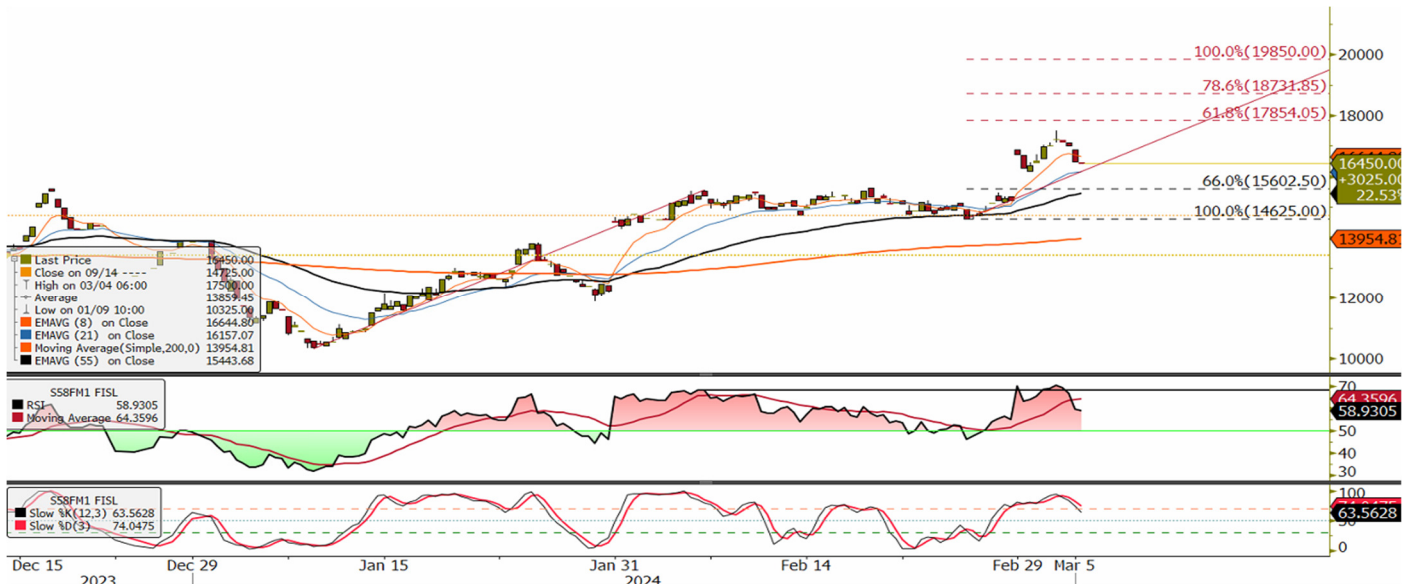 100.0%(19850.00)
20000
78.6%(18731.85)
61.8%(17854.05)
18000
16450.00
+3025.00
66.0%(15602.50)
100.0%(14625.00)
13954.81
12000
10000
Last Price 16450.00
Close on 09/14 ---- 14725.00
High on 03/04 06:00 17500.00
Average 13859.45
Low on 01/09 10:00 10325.00
EMAVG (8) on Close 16644.80
EMAVG (21) on Close 16157.07
Moving Average(Simple,200,0) 13954.81
EMAVG (55) on Close 15443.68
S58FM1 FISL
RSI 58.9305
Moving Average 64.3596
70
64.3596
58.9305
50
40
30
S58FM1 FISL
Slow %K(12,3) 63.5628
Slow %D(3) 74.0475
100
63.5628
0
Dec 15 Dec 29 Jan 15 Jan 31 Feb 14 Feb 29 Mar 5
2023 2024